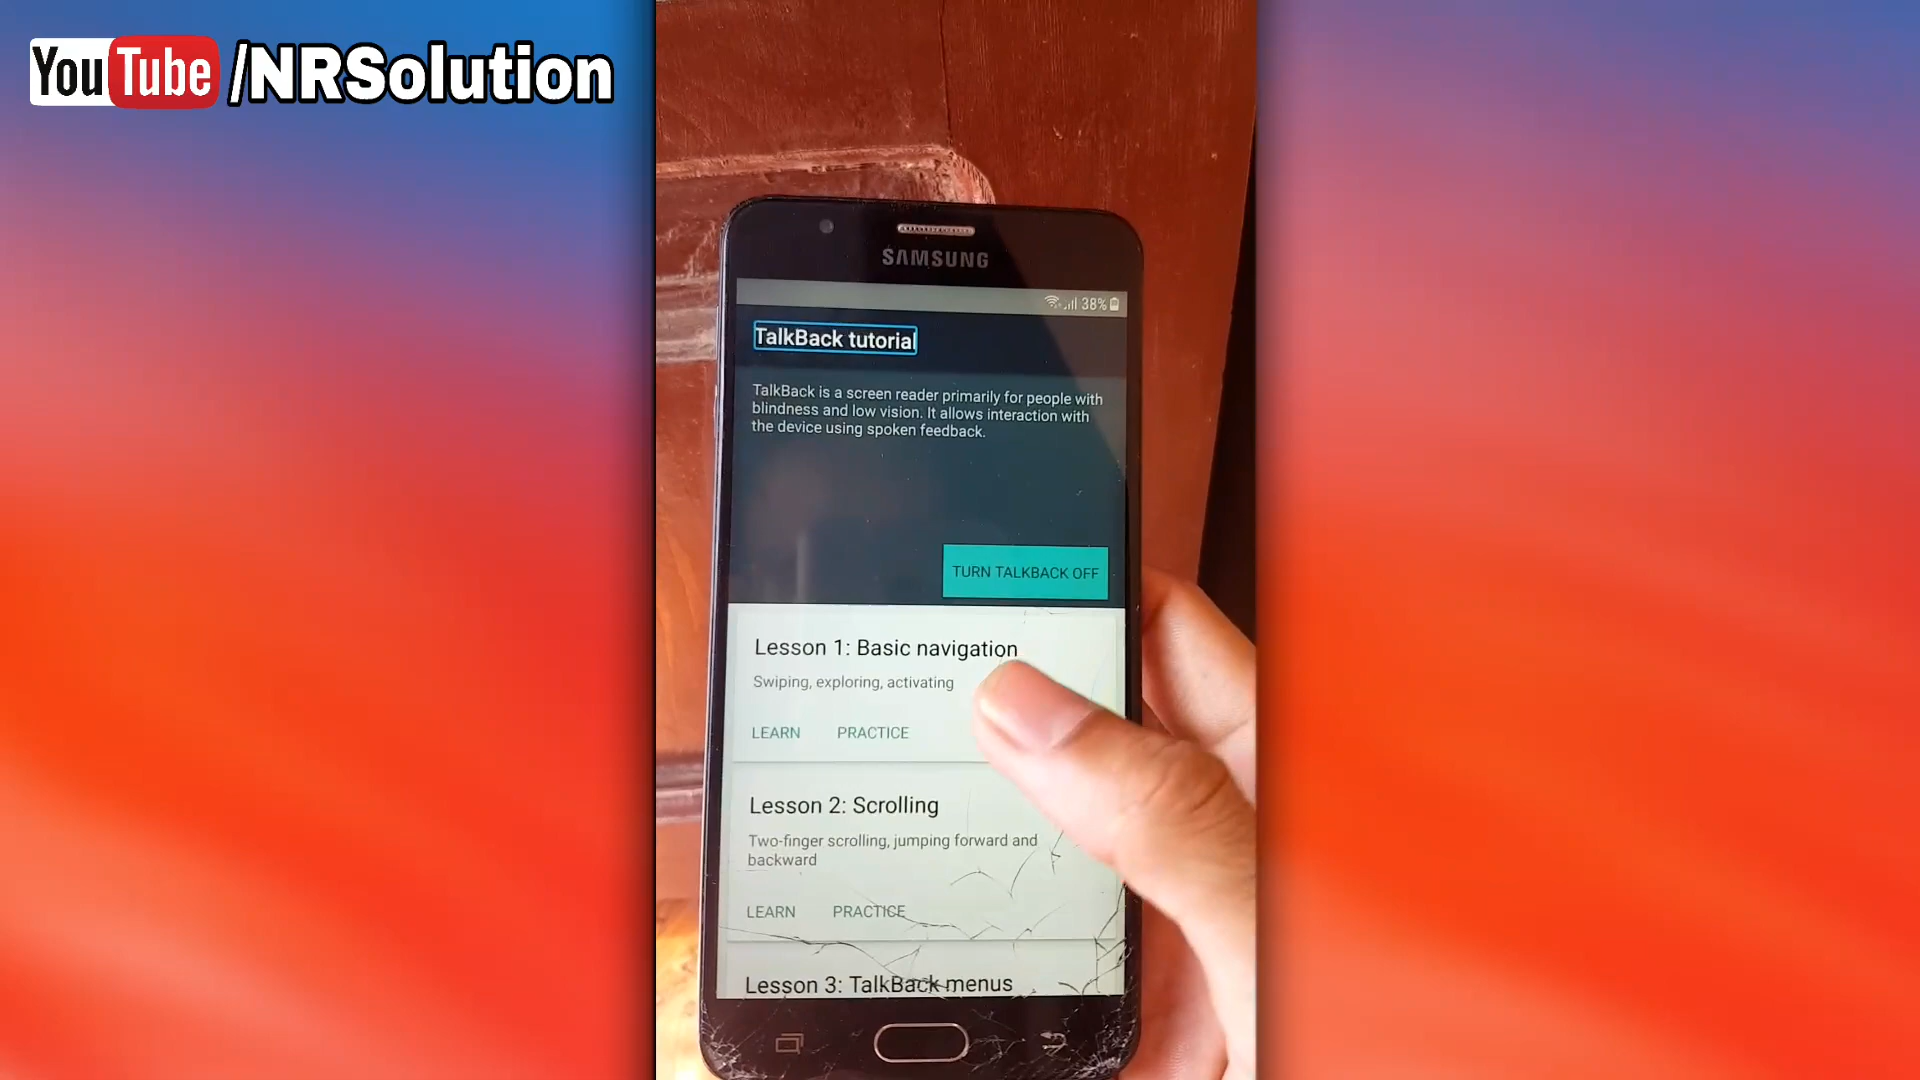 YouTube /NRSolution
SAMSUNG
38%
TalkBack tutorial
TalkBack is a screen reader primarily for people with
blindness and low vision. It allows interaction with
the device using spoken feedback.
TURN TALKBACK OFF
Lesson 1: Basic navigation
Swiping, exploring, activating
LEARN PRACTICE
Lesson 2: Scrolling
Two-finger scrolling, jumping forward and
backward
LEARN PRACTICE
Lesson 3: TalkBack menus